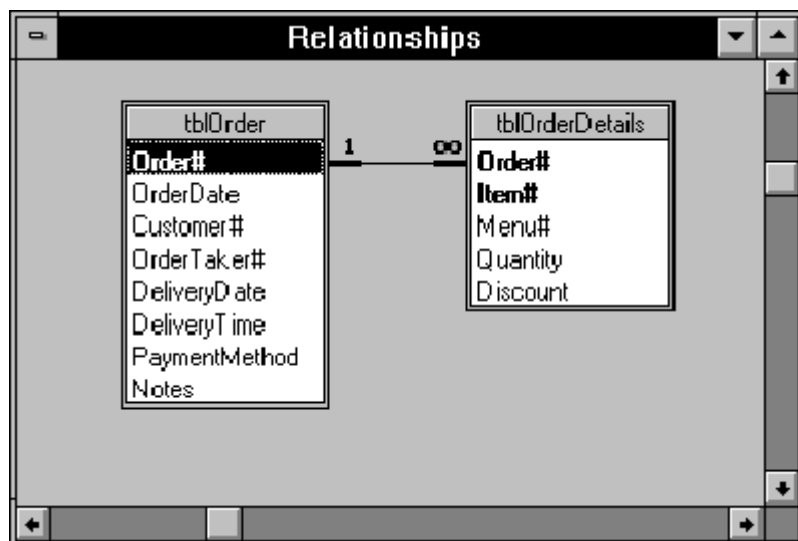 Relationships
tblOrder
Order#
OrderDate
Customer#
OrderTaker#
DeliveryDate
DeliveryTime
PaymentMethod
Notes
1 ∞
tblOrderDetails
Order#
Item#
Menu#
Quantity
Discount